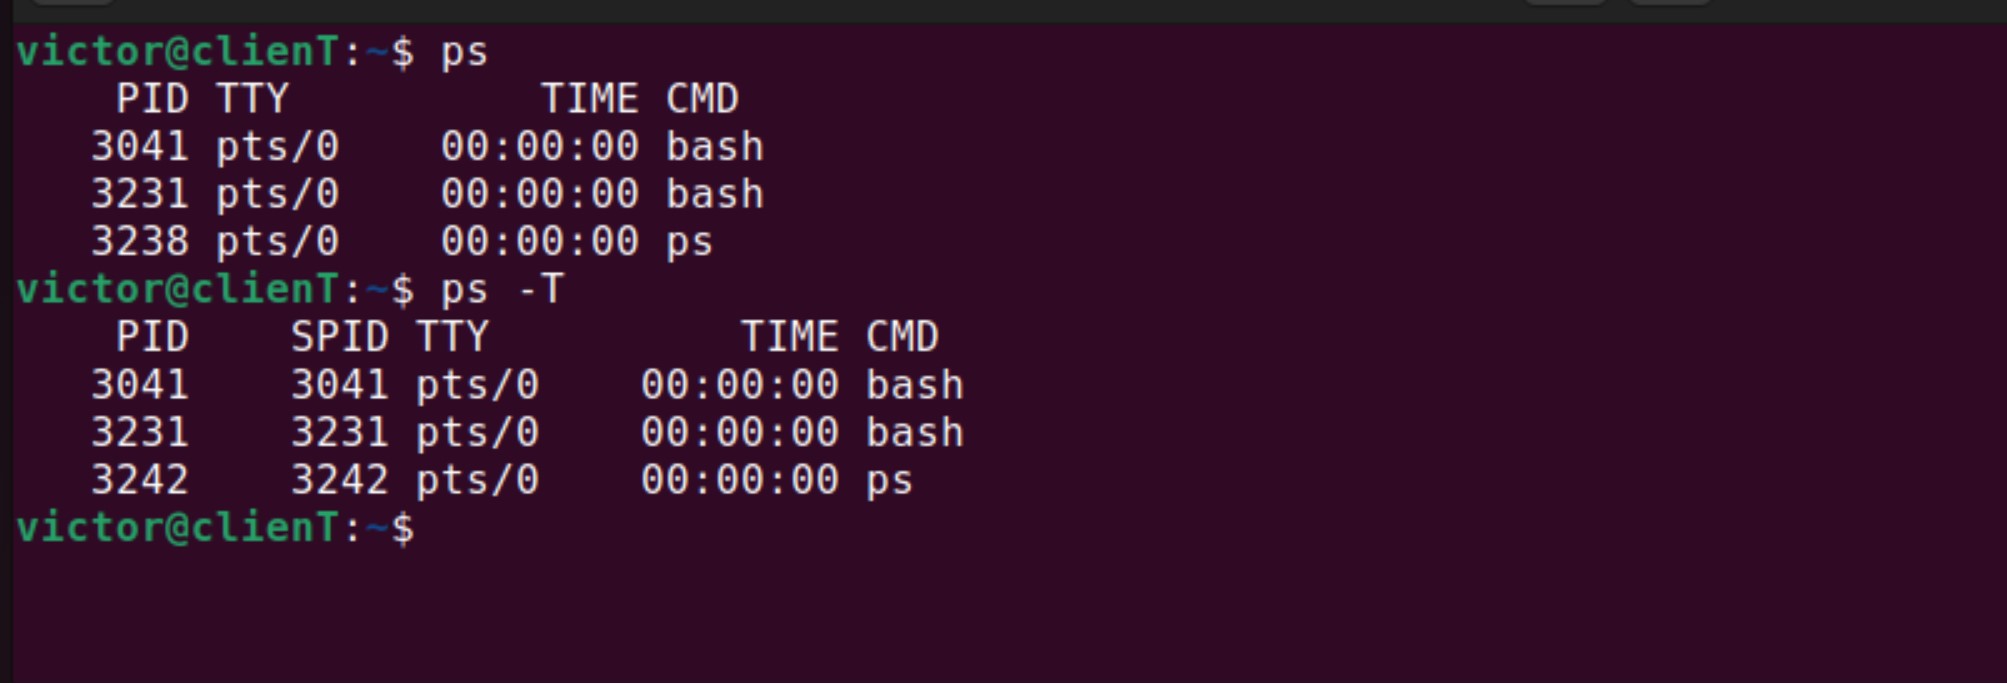 victor@clienT:~$ ps
    PID TTY          TIME CMD
   3041 pts/0    00:00:00 bash
   3231 pts/0    00:00:00 bash
   3238 pts/0    00:00:00 ps
victor@clienT:~$ ps -T
    PID    SPID TTY          TIME CMD
   3041    3041 pts/0    00:00:00 bash
   3231    3231 pts/0    00:00:00 bash
   3242    3242 pts/0    00:00:00 ps
victor@clienT:~$